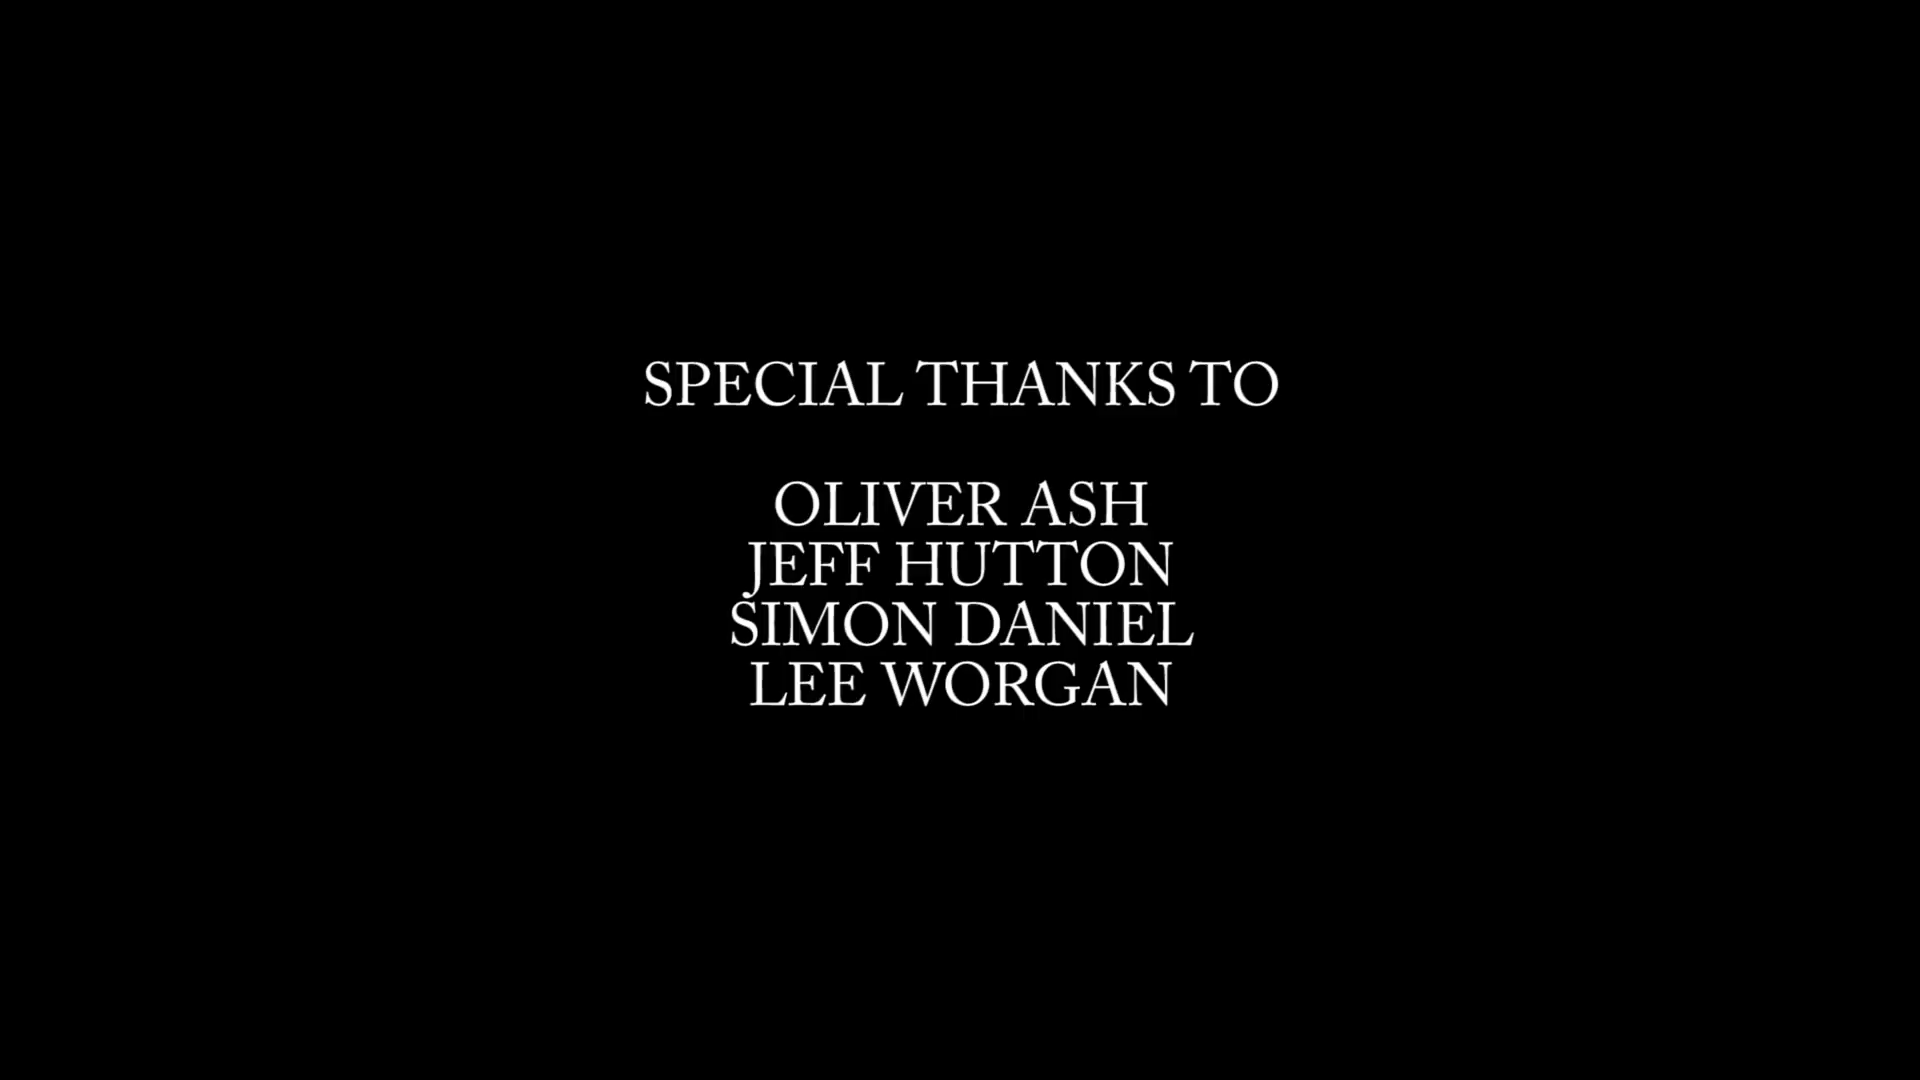 SPECIAL THANKS TO
OLIVER ASH
JEFF HUTTON
SIMON DANIEL
LEE WORGAN